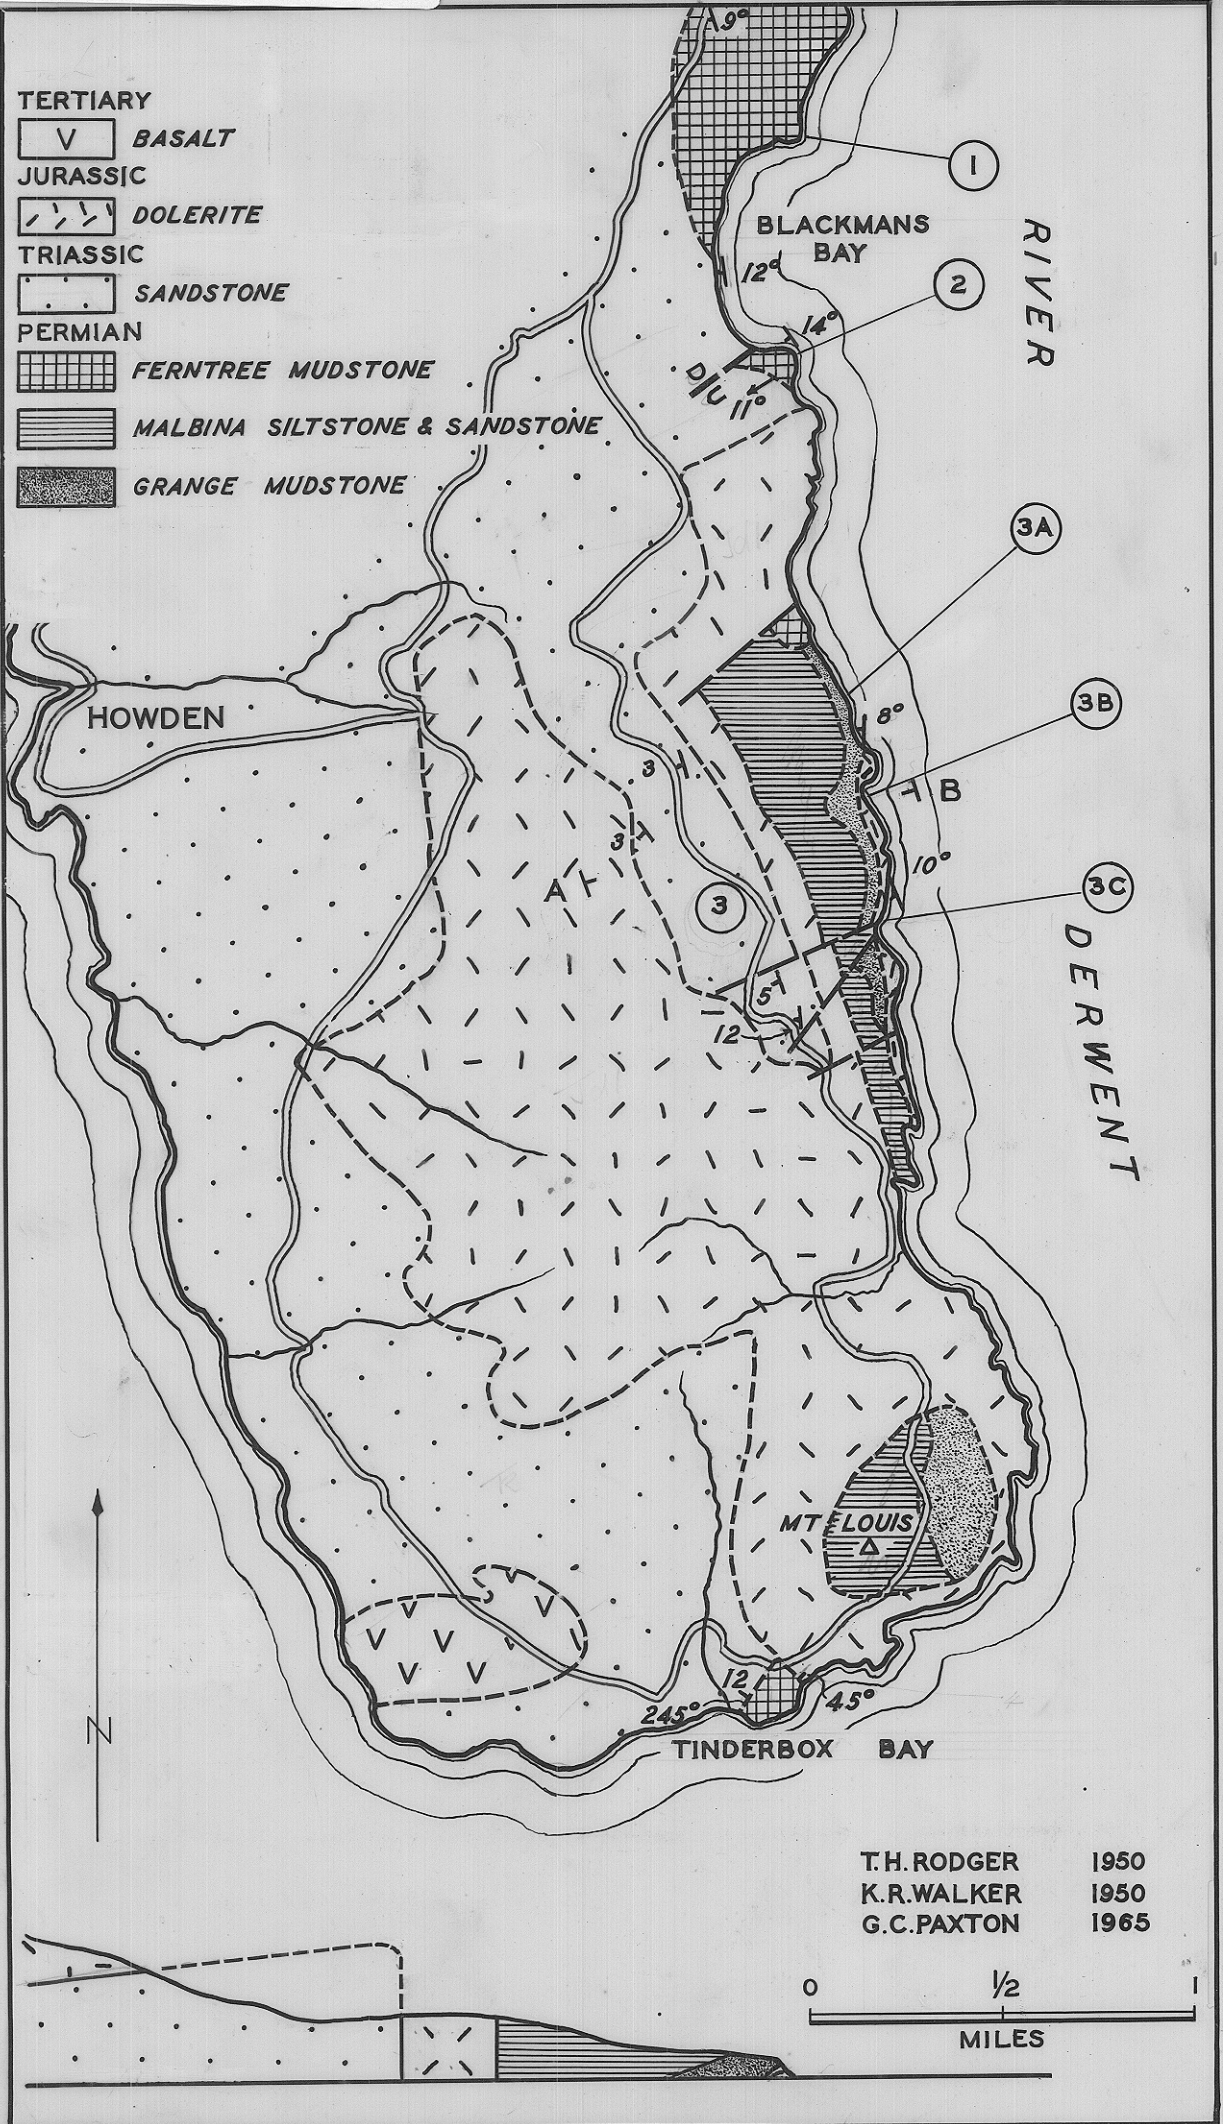 TERTIARY
V BASALT
JURASSIC
DOLERITE
TRIASSIC
SANDSTONE
PERMIAN
FERNTREE MUDSTONE
MALBINA SILTSTONE & SANDSTONE
GRANGE MUDSTONE
9°
1
BLACKMANS
BAY
12°
2
14°
D/U
11°
RIVER
3A
HOWDEN
3B
8°
3
B
3
10°
A
3
3C
5
12
DERWENT
MT LOUIS
V
V V
V V
V V
12
245°
45°
TINDERBOX BAY
N
T.H. RODGER 1950
K.R. WALKER 1950
G.C. PAXTON 1965
0 1/2 1
MILES